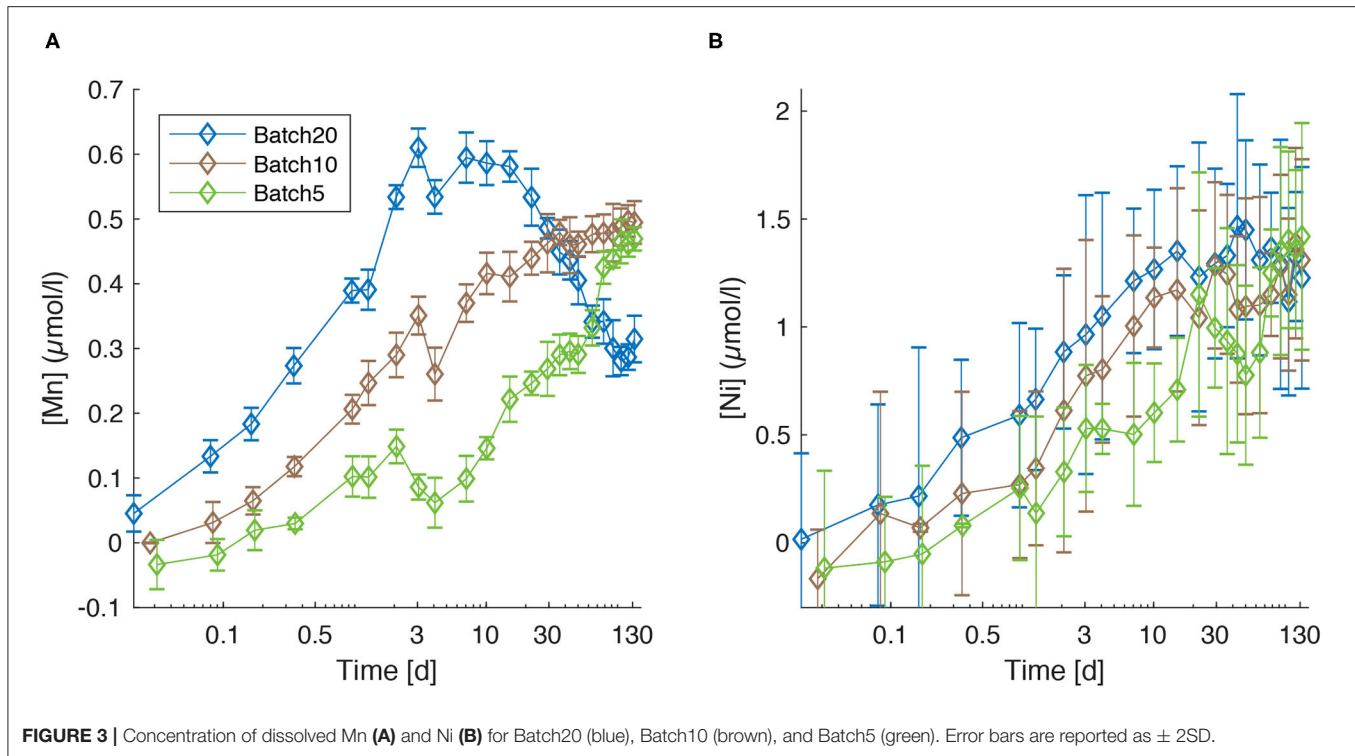 A
B
0.7
0.6
0.5
0.4
0.3
0.2
0.1
0
-0.1
[Mn] (µmol/l)
Batch20
Batch10
Batch5
0.1
0.5
3
10
30
130
Time [d]
2
1.5
1
0.5
0
[Ni] (µmol/l)
0.1
0.5
3
10
30
130
Time [d]
FIGURE 3 | Concentration of dissolved Mn (A) and Ni (B) for Batch20 (blue), Batch10 (brown), and Batch5 (green). Error bars are reported as ± 2SD.